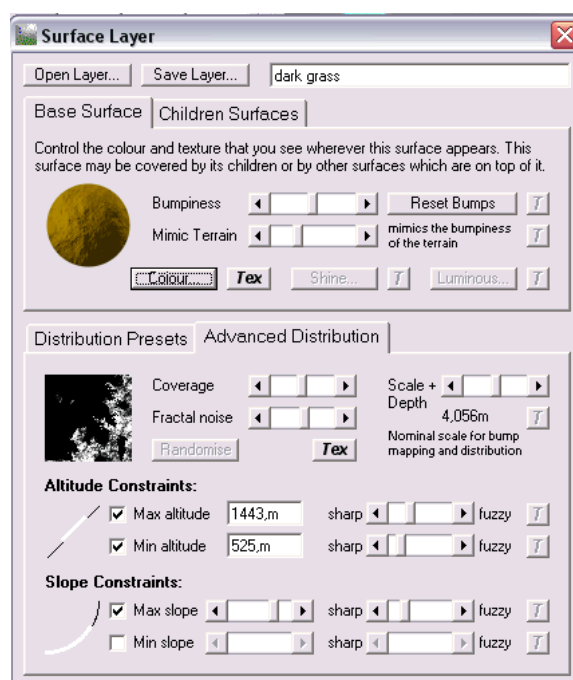 Surface Layer
Open Layer... Save Layer... dark grass
Base Surface Children Surfaces
Control the colour and texture that you see wherever this surface appears. This
surface may be covered by its children or by other surfaces which are on top of it.
Bumpiness Reset Bumps T
Mimic Terrain mimics the bumpiness
of the terrain T
Colour... Tex Shine... T Luminous... T
Distribution Presets Advanced Distribution
Coverage Scale +
Depth
Fractal noise 4,056m T
Randomise Tex Nominal scale for bump
mapping and distribution
Altitude Constraints:
Max altitude 1443,m sharp fuzzy T
Min altitude 525,m sharp fuzzy T
Slope Constraints:
Max slope sharp fuzzy T
Min slope sharp fuzzy T